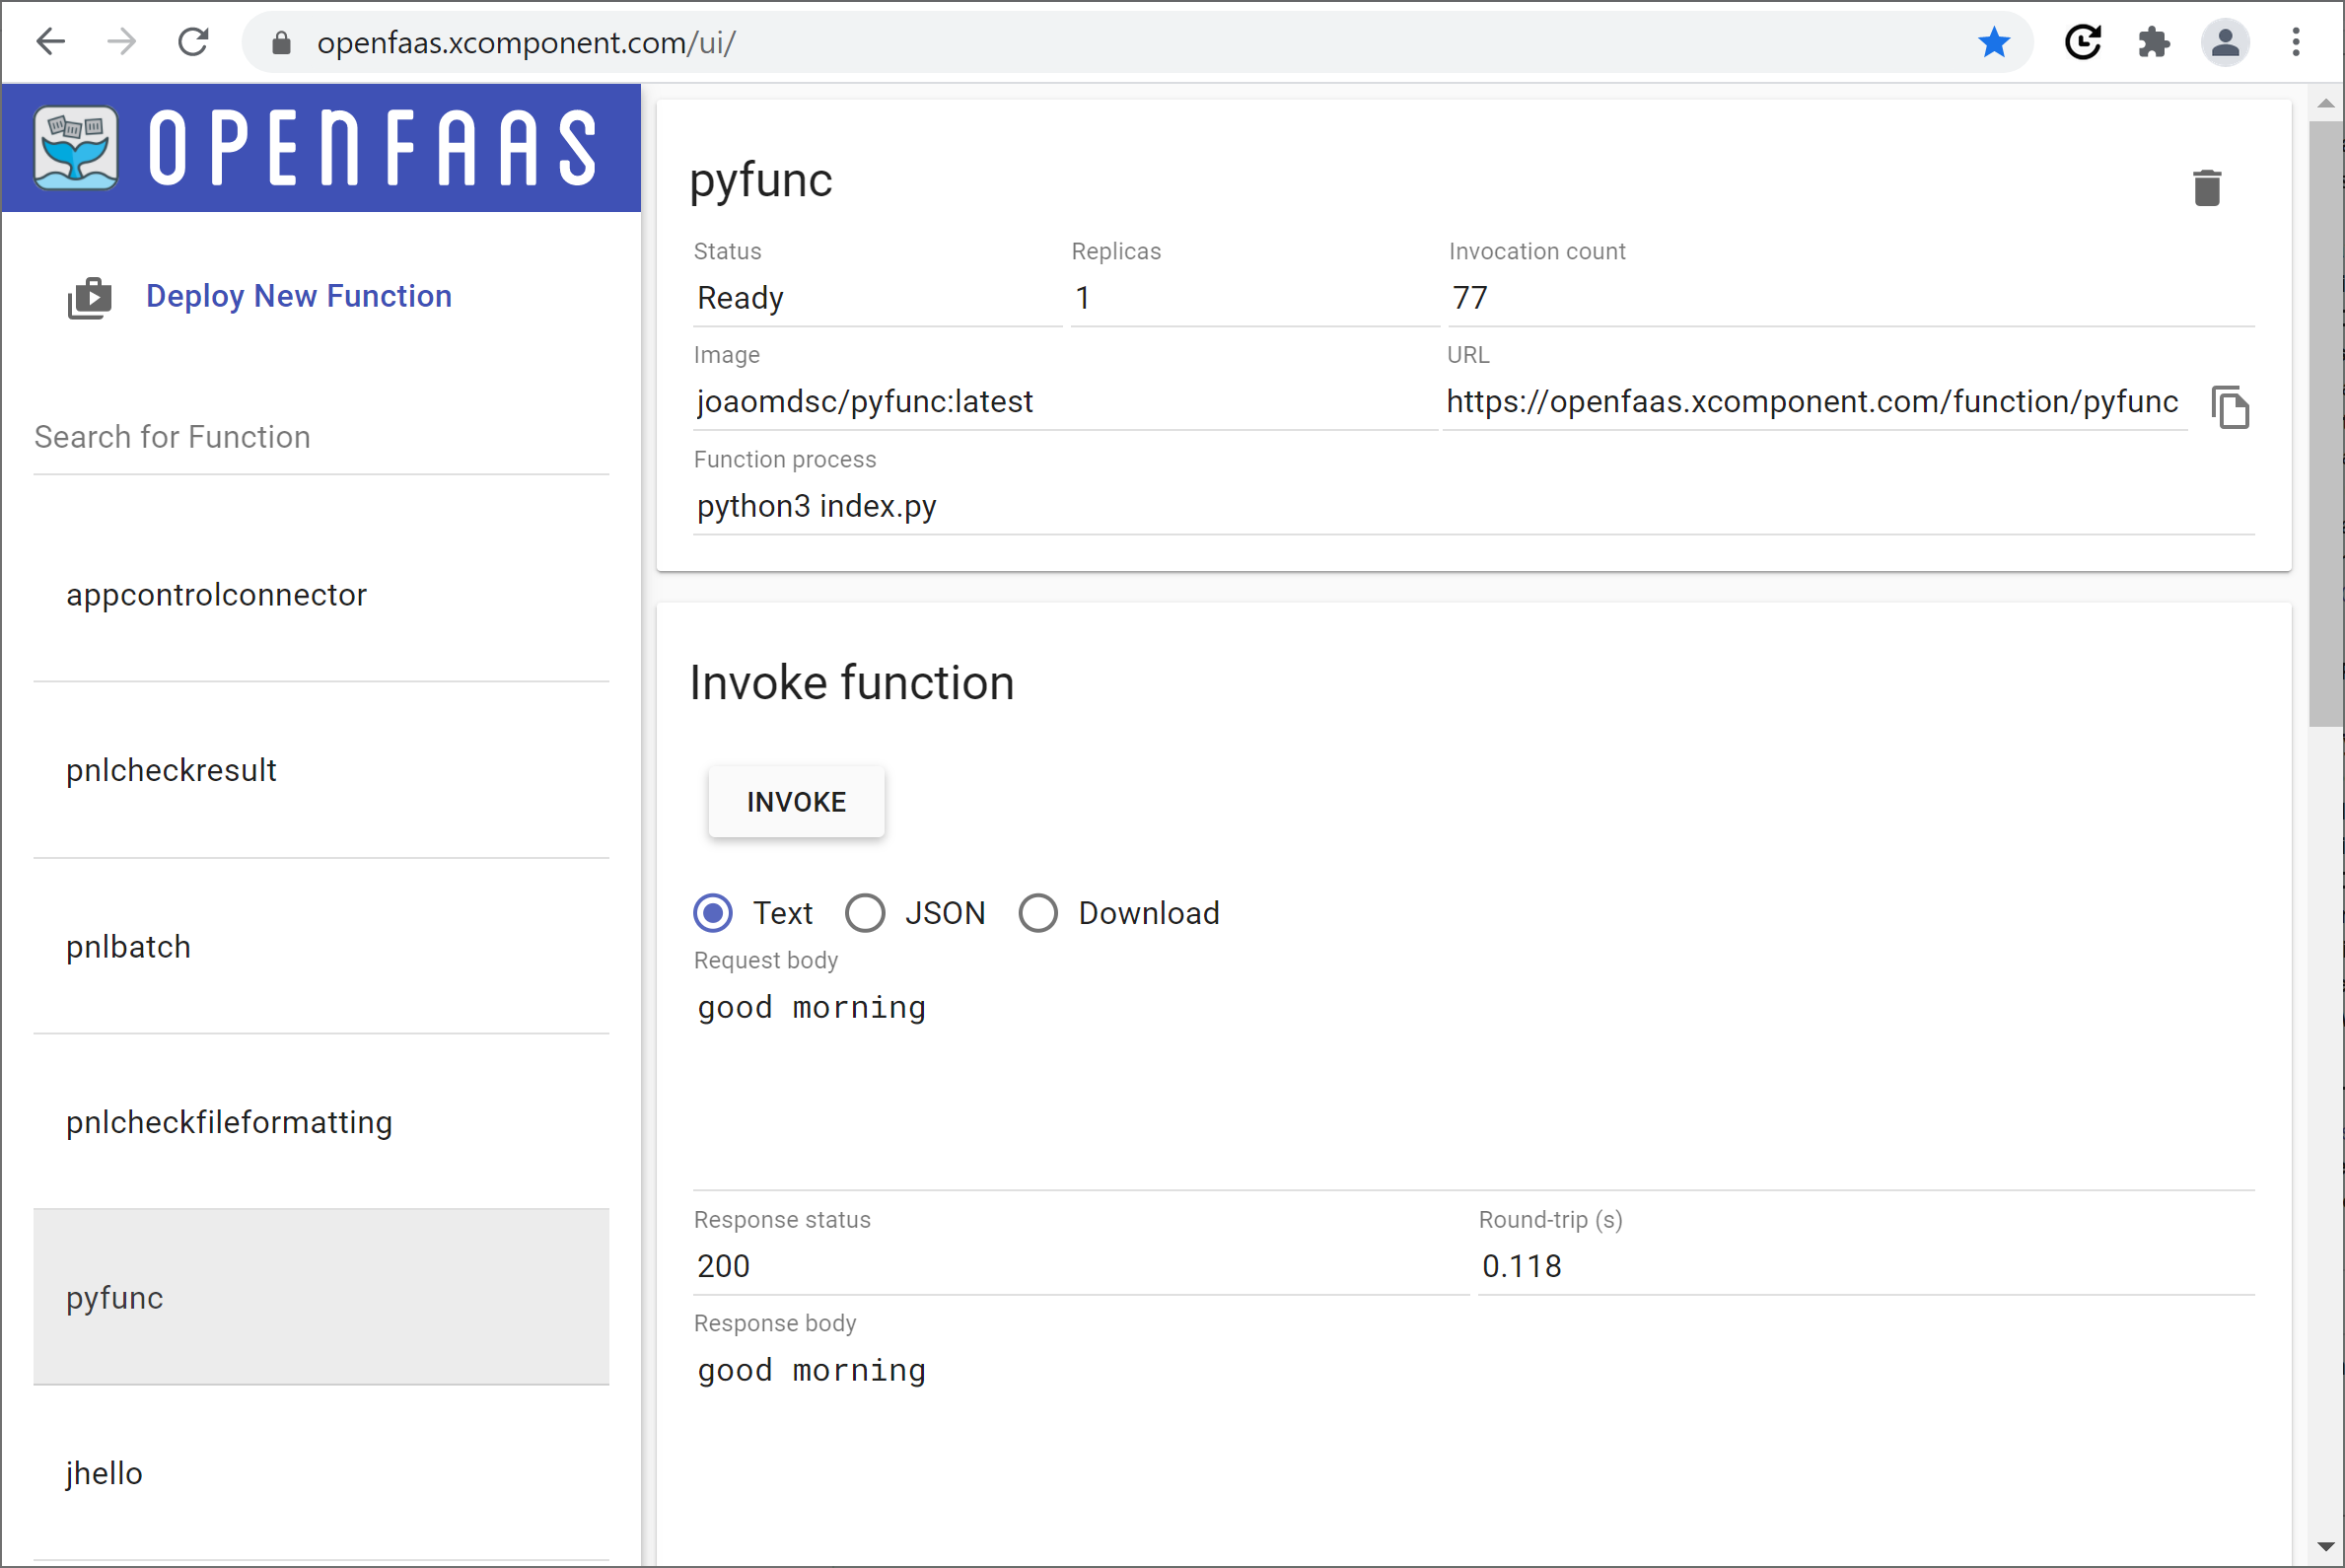 openfaas.xcomponent.com/ui/
OPENFAAS
Deploy New Function
Search for Function
appcontrolconnector
pnlcheckresult
pnlbatch
pnlcheckfileformatting
pyfunc
jhello
pyfunc
Status Replicas Invocation count
Ready 1 77
Image URL
joaomdsc/pyfunc:latest https://openfaas.xcomponent.com/function/pyfunc
Function process
python3 index.py
Invoke function
INVOKE
Text JSON Download
Request body
good morning
Response status Round-trip (s)
200 0.118
Response body
good morning